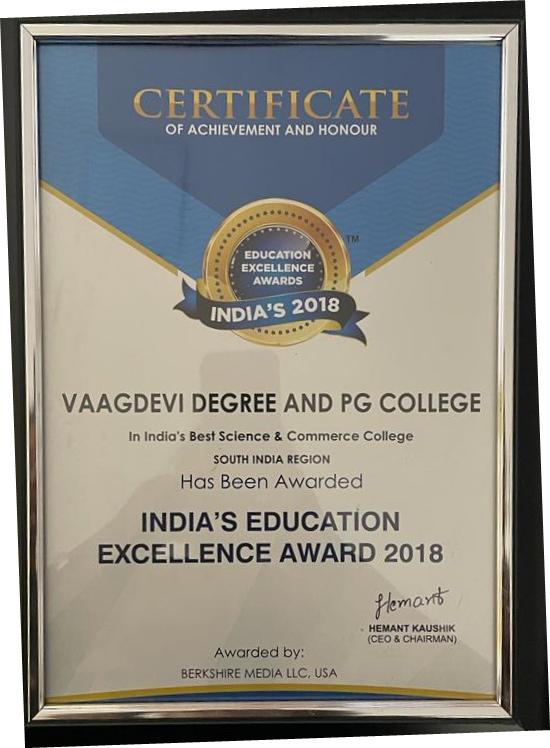 CERTIFICATE
OF ACHIEVEMENT AND HONOUR
EDUCATION
EXCELLENCE
AWARDS
TM
INDIA'S 2018
VAAGDEVI DEGREE AND PG COLLEGE
In India's Best Science & Commerce College
SOUTH INDIA REGION
Has Been Awarded
INDIA'S EDUCATION
EXCELLENCE AWARD 2018
Hemant
HEMANT KAUSHIK
(CEO & CHAIRMAN)
Awarded by:
BERKSHIRE MEDIA LLC, USA